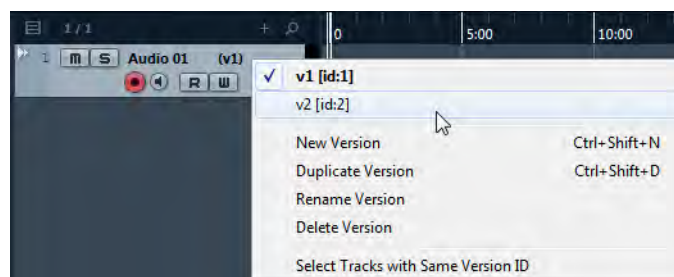 1/1 + 0 5:00 10:00
1 m S Audio 01 (v1)
R W
✓ v1 [id:1]
v2 [id:2]
New Version Ctrl+Shift+N
Duplicate Version Ctrl+Shift+D
Rename Version
Delete Version
Select Tracks with Same Version ID